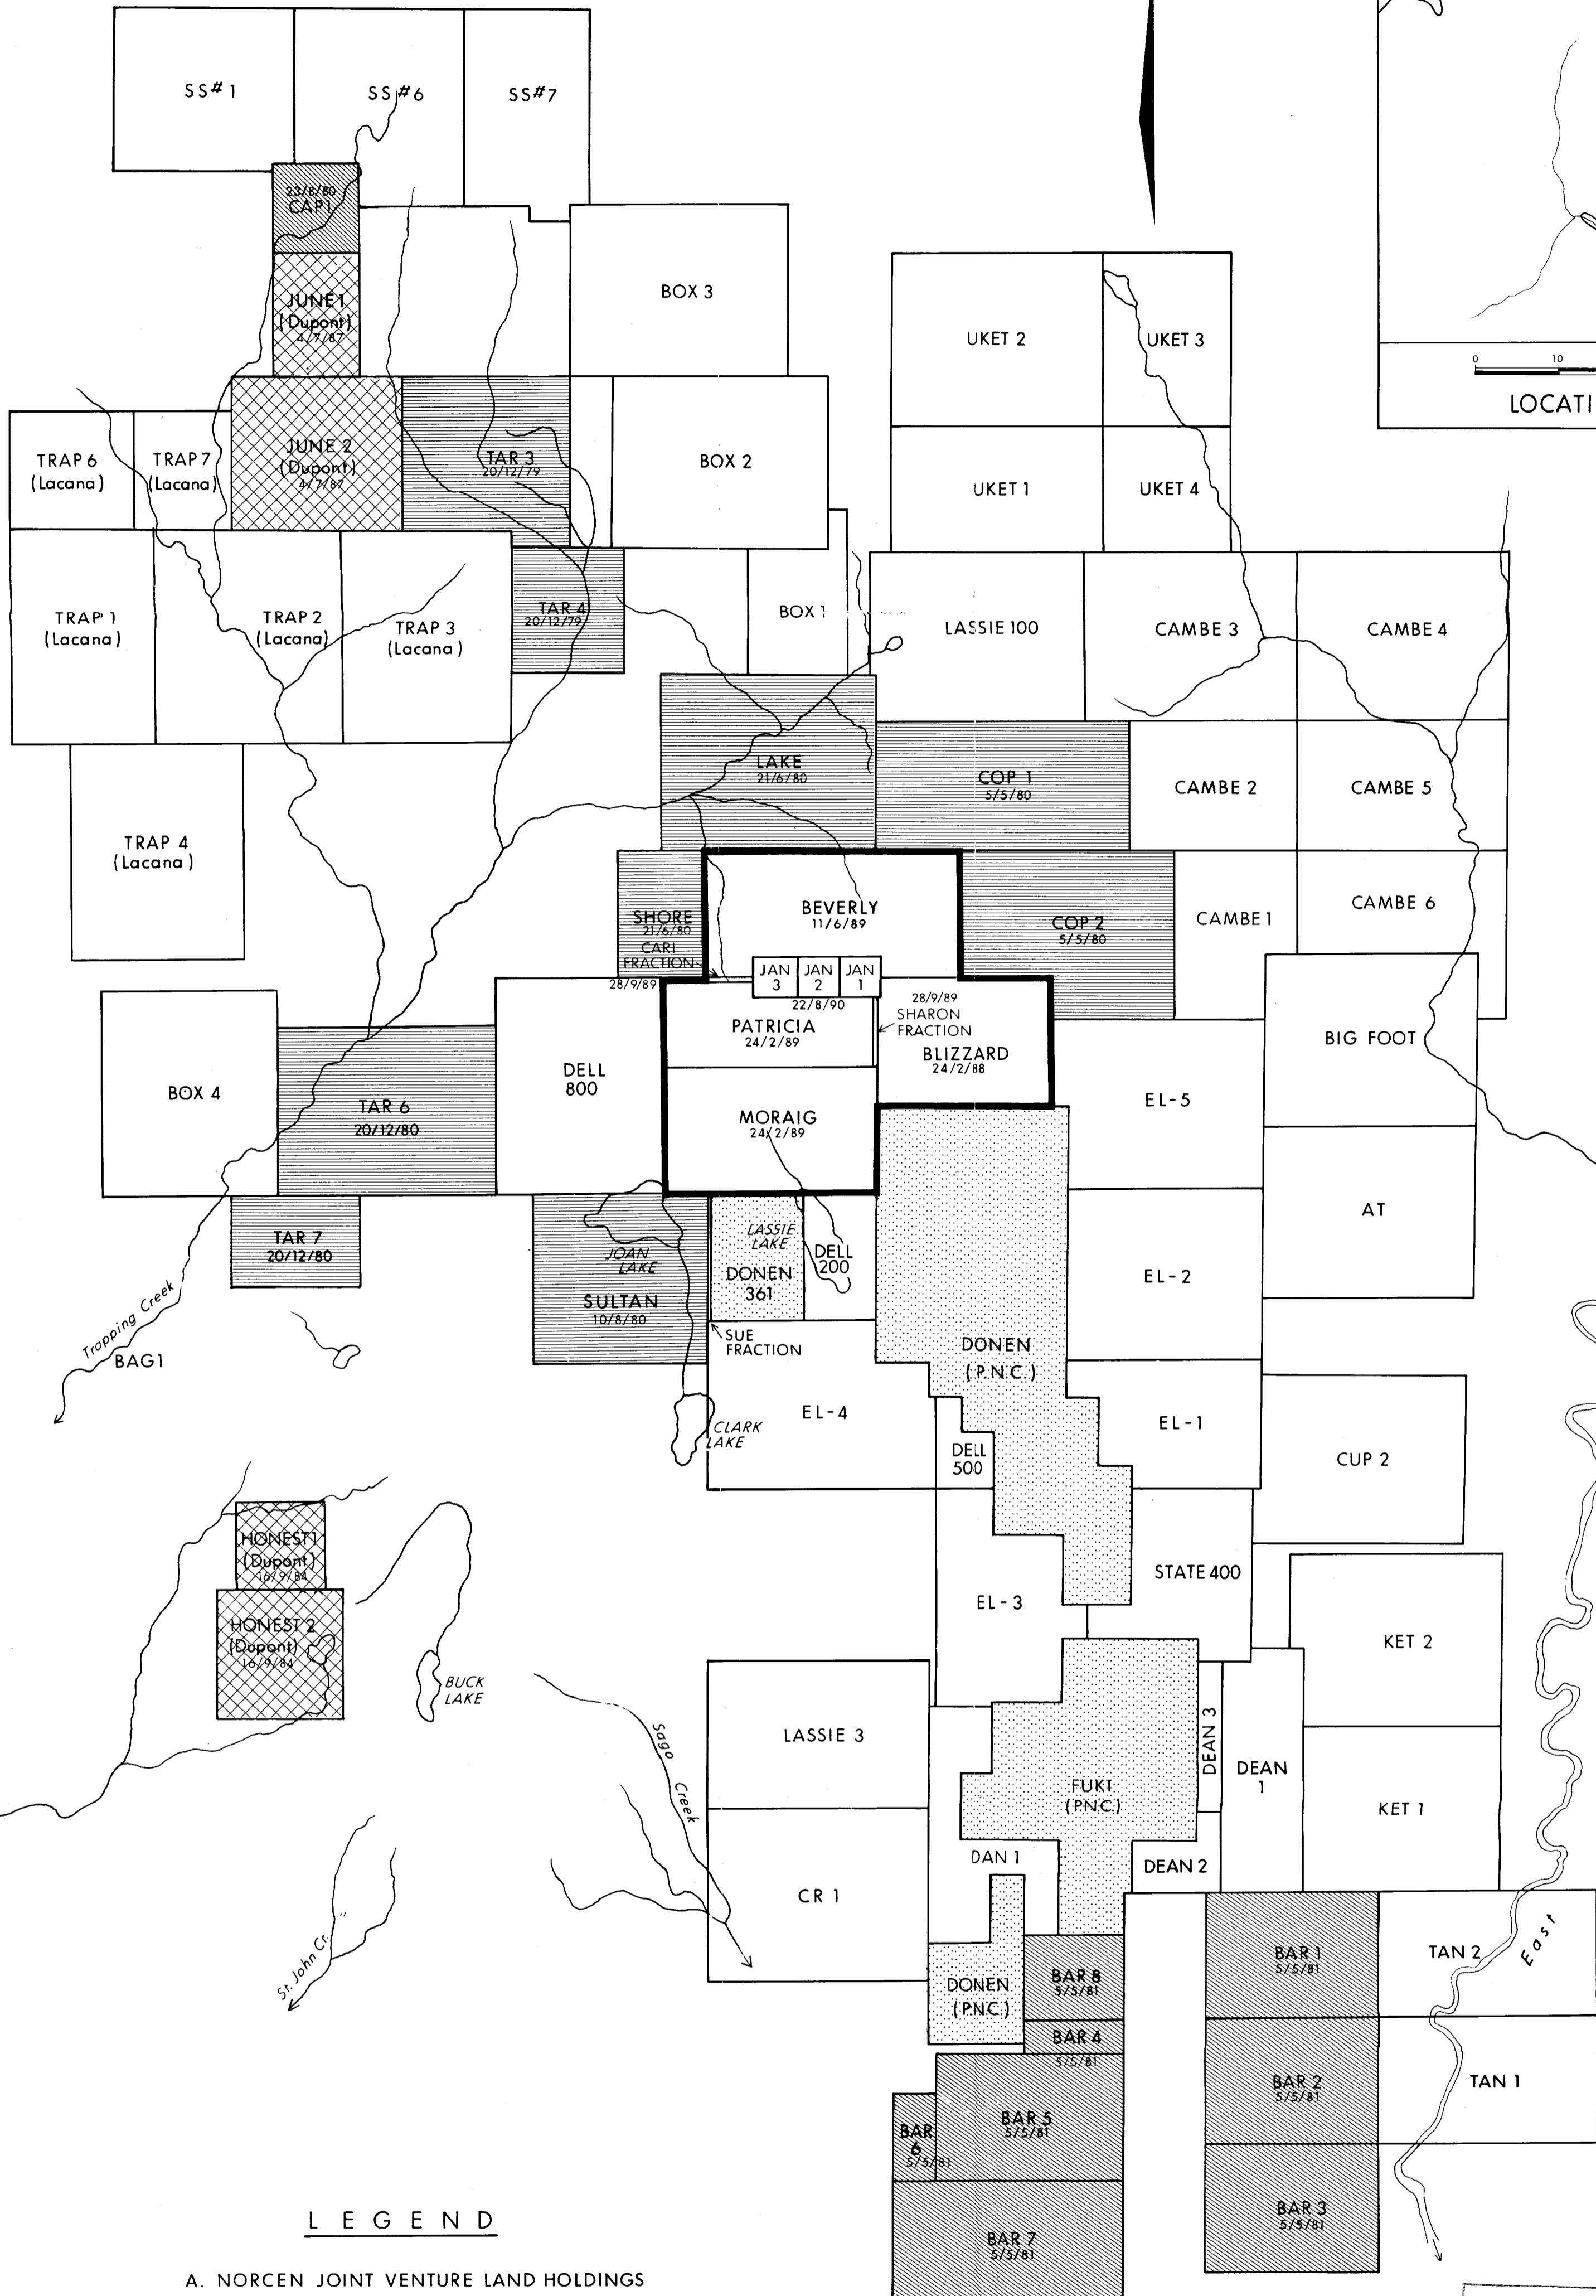 SS#1
SS#6
SS#7
23/8/80
CAP1
JUNE 1
(Dupont)
4/7/87
BOX 3
UKET 2
UKET 3
0 10
LOCATI
TRAP 6
(Lacana)
TRAP 7
(Lacana)
JUNE 2
(Dupont)
4/7/87
TAR 3
20/12/79
BOX 2
UKET 1
UKET 4
TRAP 1
(Lacana)
TRAP 2
(Lacana)
TRAP 3
(Lacana)
TAR 4
20/12/79
BOX 1
LASSIE 100
CAMBE 3
CAMBE 4
LAKE
21/6/80
COP 1
5/5/80
CAMBE 2
CAMBE 5
TRAP 4
(Lacana)
SHORE
21/6/80
CARI
FRACTION
28/9/89
BEVERLY
11/6/89
COP 2
5/5/80
CAMBE 1
CAMBE 6
JAN
3
JAN
2
JAN
1
22/8/90
PATRICIA
24/2/89
28/9/89
SHARON
FRACTION
BLIZZARD
24/2/88
BIG FOOT
BOX 4
TAR 6
20/12/80
DELL
800
MORAIG
24/2/89
EL-5
TAR 7
20/12/80
JOAN
LAKE
SULTAN
10/8/80
LASSIE
LAKE
DONEN
361
DELL
200
EL-2
AT
Trapping Creek
BAG1
SUE
FRACTION
DONEN
(P.N.C.)
EL-4
CLARK
LAKE
DELL
500
EL-1
CUP 2
HONEST 1
(Dupont)
16/9/84
HONEST 2
(Dupont)
16/9/84
BUCK
LAKE
EL-3
STATE 400
KET 2
LASSIE 3
Sago Creek
DEAN 3
DEAN
1
FUKI
(P.N.C.)
KET 1
DAN 1
DEAN 2
CR 1
St. John Cr.
DONEN
(P.N.C.)
BAR 8
5/5/81
BAR 1
5/5/81
TAN 2
East
BAR 4
5/5/81
BAR 5
5/5/81
BAR
6
5/5/81
BAR 2
5/5/81
TAN 1
BAR 7
5/5/81
BAR 3
5/5/81
LEGEND
A. NORCEN JOINT VENTURE LAND HOLDINGS